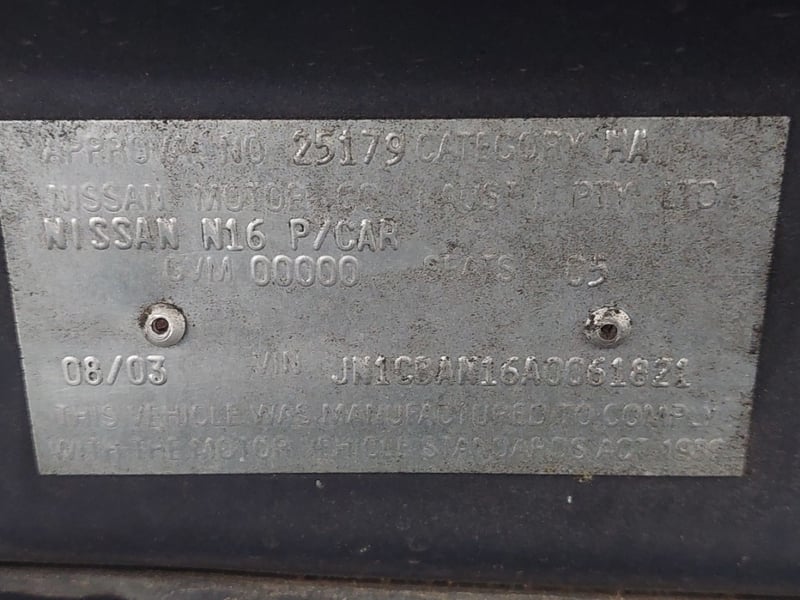 APPROVAL NO 25179 CATEGORY MA
NISSAN MOTOR CO (AUST) PTY LTD
NISSAN N16 P/CAR
GVM 00000 SEATS 05
08/03 VIN JN1CBAN16A0061821
THIS VEHICLE WAS MANUFACTURED TO COMPLY
WITH THE MOTOR VEHICLE STANDARDS ACT 1989